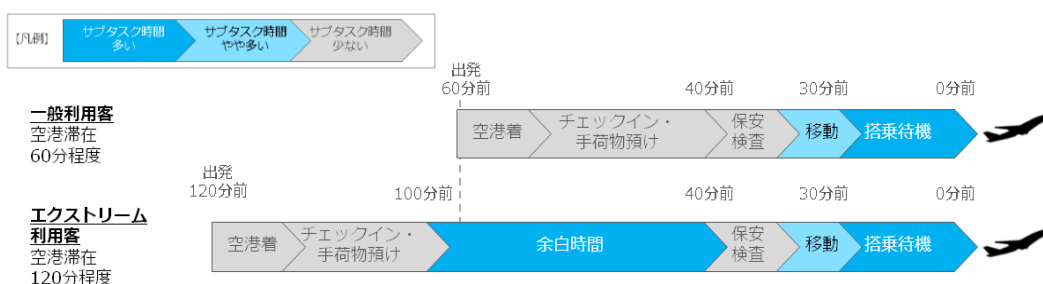 【凡例】
サブタスク時間
多い
サブタスク時間
やや多い
サブタスク時間
少ない
出発
60分前
40分前
30分前
0分前
一般利用客
空港滞在
60分程度
空港着
チェックイン・
手荷物預け
保安
検査
移動
搭乗待機
出発
120分前
100分前
40分前
30分前
0分前
エクストリーム
利用客
空港滞在
120分程度
空港着
チェックイン・
手荷物預け
余白時間
保安
検査
移動
搭乗待機